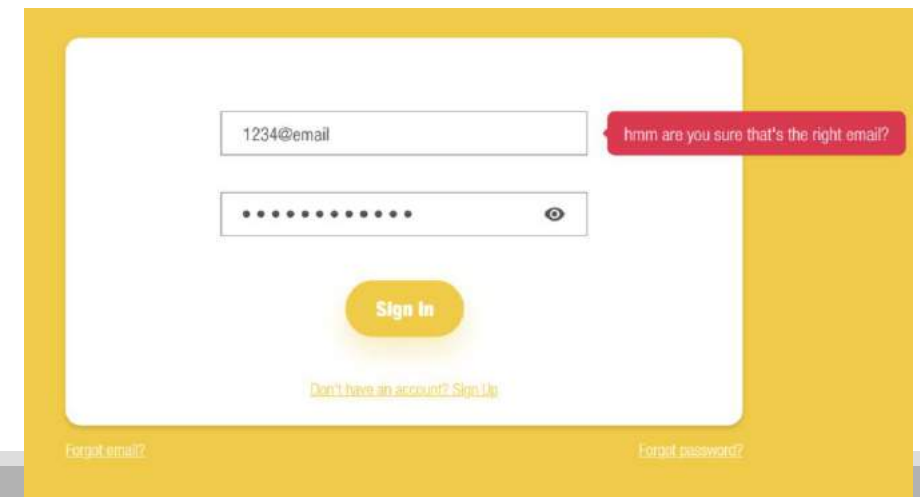 1234@email
hmm are you sure that's the right email?
Sign In
Don't have an account? Sign Up
Forgot email?
Forgot password?